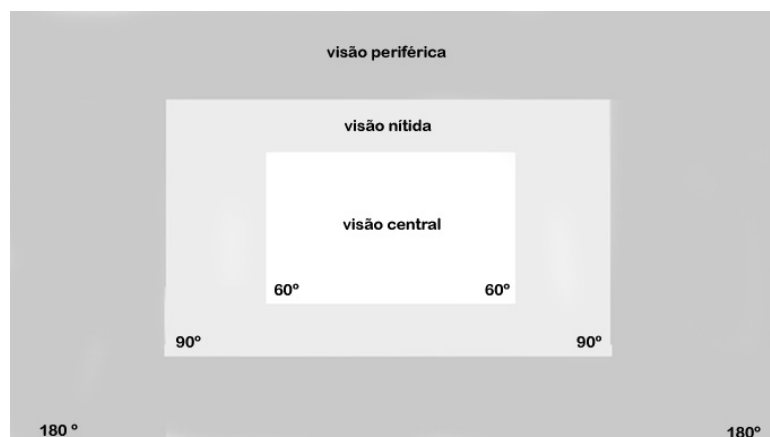 visão periférica
visão nítida
visão central
60º 60º
90º 90º
180 º 180º